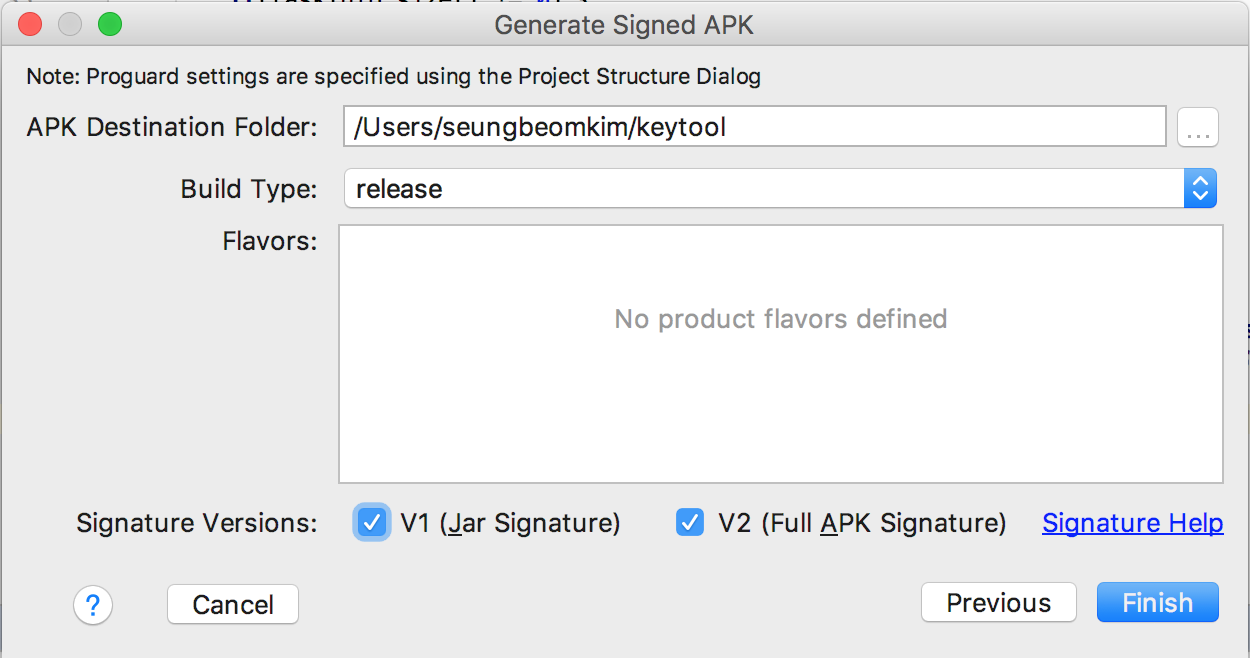 Generate Signed APK
Note: Proguard settings are specified using the Project Structure Dialog
APK Destination Folder: /Users/seungbeomkim/keytool ...
Build Type: release
Flavors:
No product flavors defined
Signature Versions: V1 (Jar Signature) V2 (Full APK Signature) Signature Help
? Cancel Previous Finish